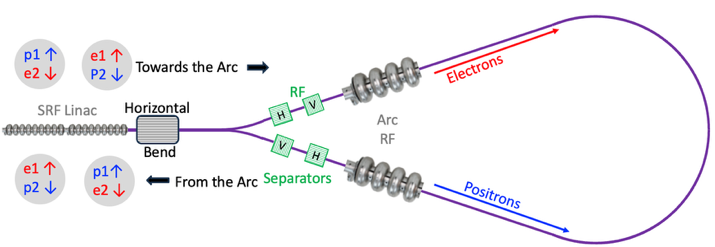 p1 ↑
e2 ↓
e1 ↑
P2 ↓
Towards the Arc
Electrons
RF
H
V
SRF Linac
Horizontal
Bend
Arc
RF
V
H
Separators
e1 ↑
p2 ↓
p1↑
e2 ↓
From the Arc
Positrons